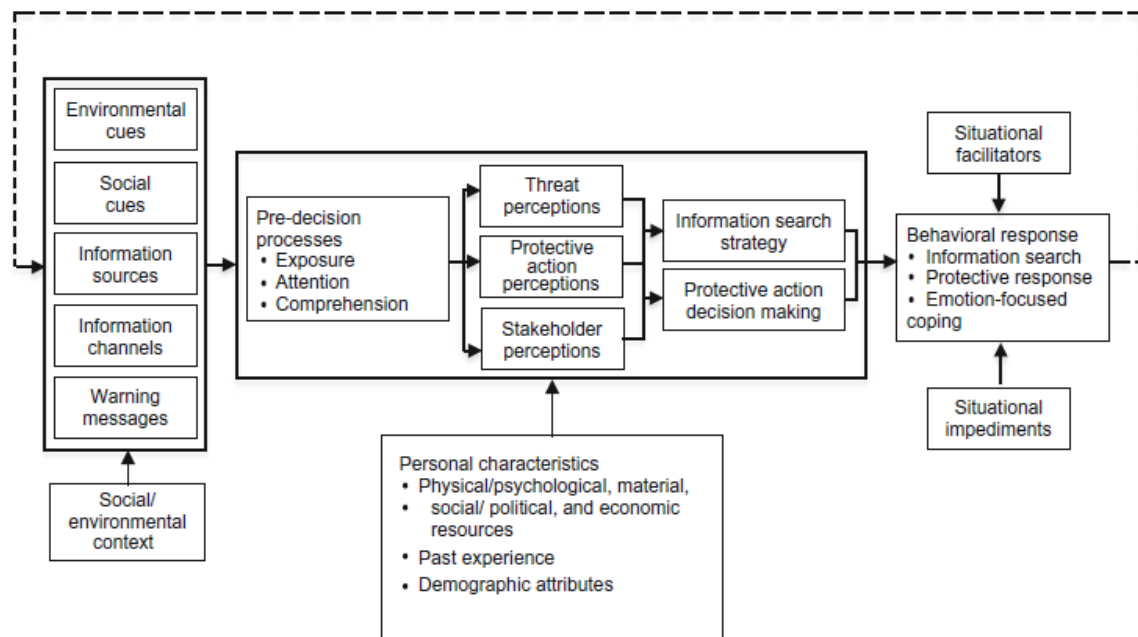 Environmental
cues
Social
cues
Information
sources
Information
channels
Warning
messages
Social/
environmental
context
Pre-decision
processes
• Exposure
• Attention
• Comprehension
Threat
perceptions
Protective
action
perceptions
Stakeholder
perceptions
Information search
strategy
Protective action
decision making
Personal characteristics
• Physical/psychological, material,
• social/ political, and economic
resources
• Past experience
• Demographic attributes
Situational
facilitators
Behavioral response
• Information search
• Protective response
• Emotion-focused
coping
Situational
impediments